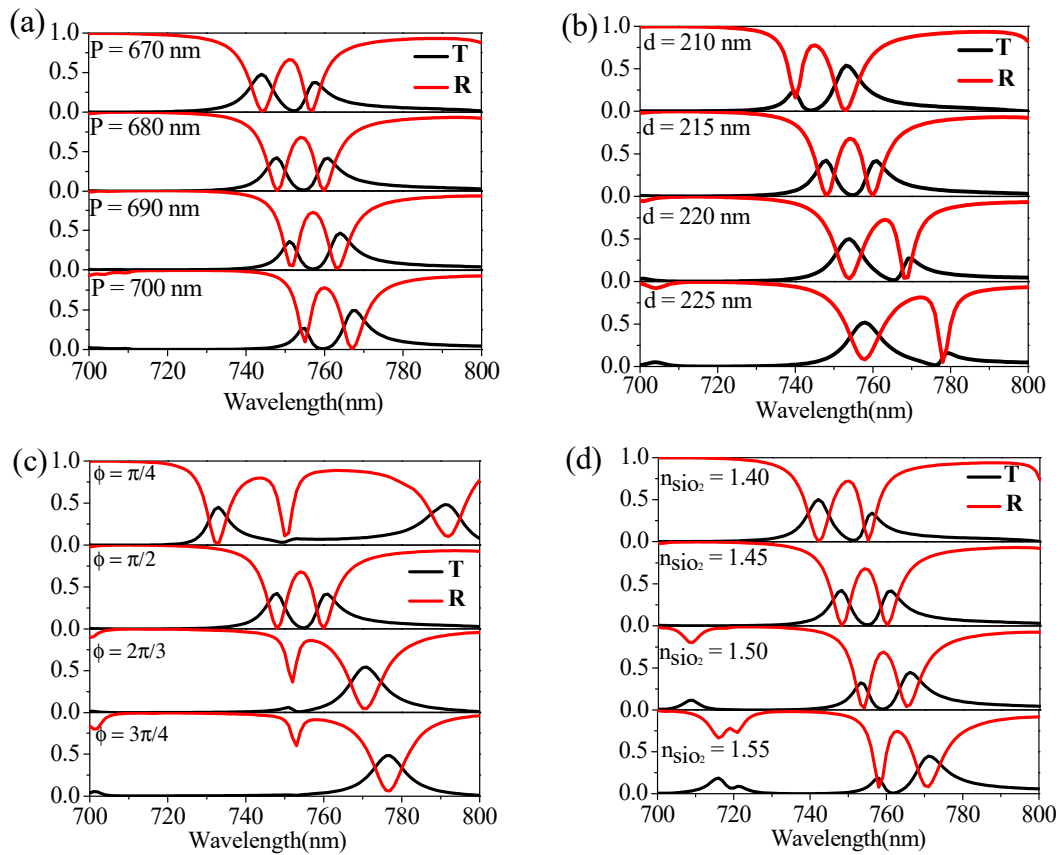 (a)
1.0
P = 670 nm
T
R
0.5
0.0
P = 680 nm
0.5
0.0
P = 690 nm
0.5
0.0
P = 700 nm
0.5
0.0
700 720 740 760 780 800
Wavelength(nm)
(b)
1.0
d = 210 nm
T
R
0.5
0.0
d = 215 nm
0.5
0.0
d = 220 nm
0.5
0.0
d = 225 nm
0.5
0.0
700 720 740 760 780 800
Wavelength(nm)
(c)
1.0
ϕ = π/4
0.5
0.0
ϕ = π/2
T
R
0.5
0.0
ϕ = 2π/3
0.5
0.0
ϕ = 3π/4
0.5
0.0
700 720 740 760 780 800
Wavelength(nm)
(d)
1.0
n_sio₂ = 1.40
T
R
0.5
0.0
n_sio₂ = 1.45
0.5
0.0
n_sio₂ = 1.50
0.5
0.0
n_sio₂ = 1.55
0.5
0.0
700 720 740 760 780 800
Wavelength(nm)